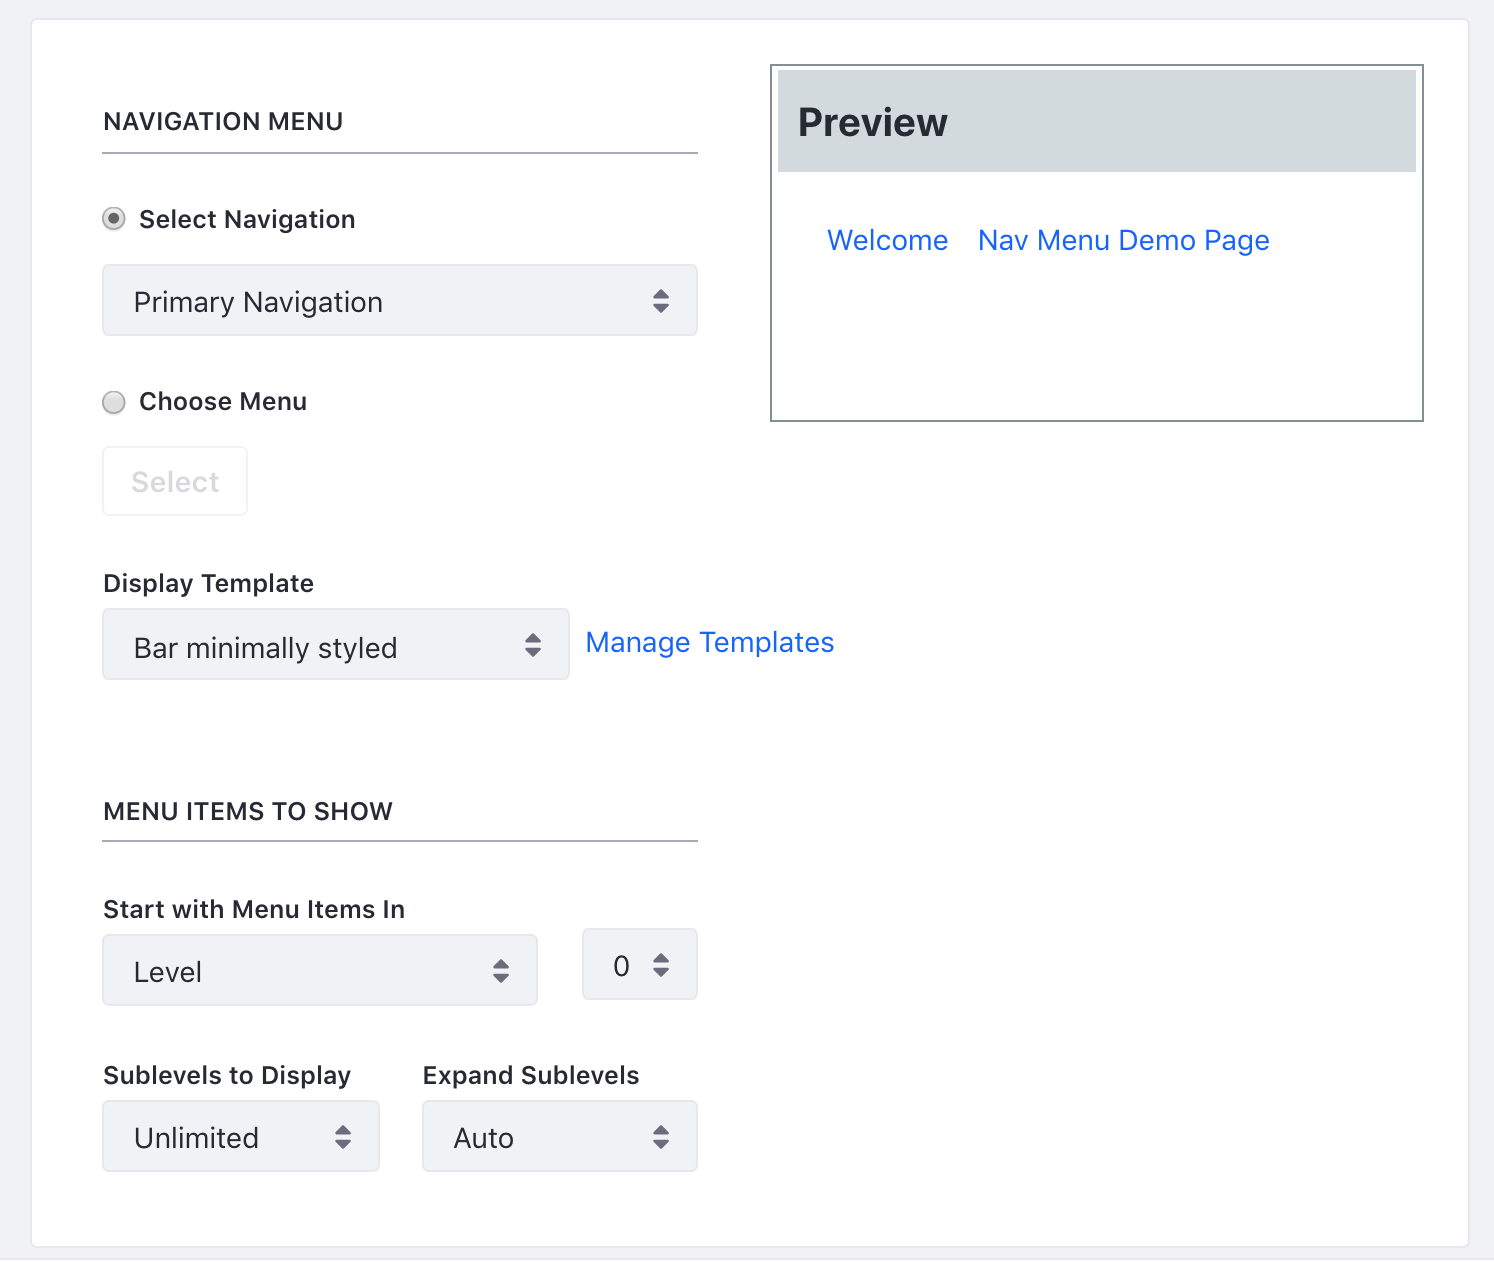 NAVIGATION MENU
Select Navigation
Primary Navigation
Choose Menu
Select
Display Template
Bar minimally styled
Manage Templates
MENU ITEMS TO SHOW
Start with Menu Items In
Level
0
Sublevels to Display
Expand Sublevels
Unlimited
Auto
Preview
Welcome Nav Menu Demo Page